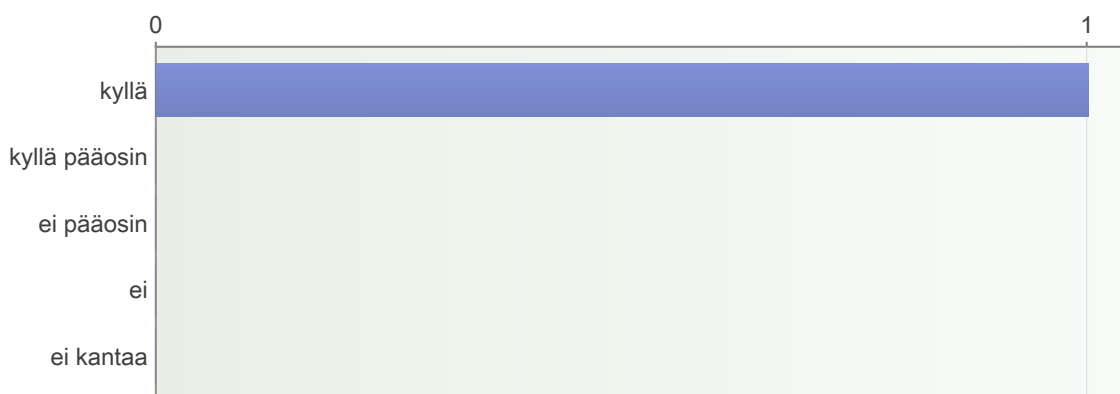 0 1
kyllä
kyllä pääosin
ei pääosin
ei
ei kantaa